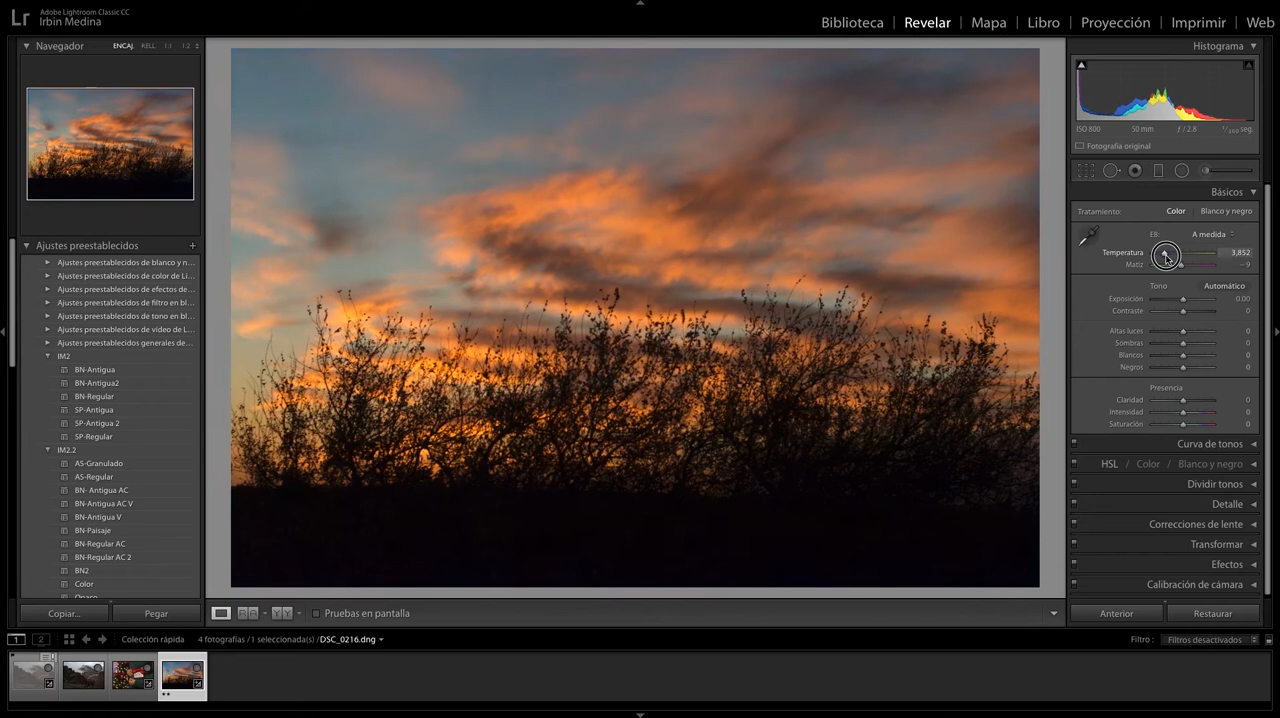 Lr Adobe Lightroom Classic CC
Irbin Medina
Biblioteca | Revelar | Mapa | Libro | Proyección | Imprimir | Web
Navegador ENCAJ. RELL. 1:1 1:2
Histograma
ISO 800 50 mm ƒ / 2.8 seg.
Fotografía original
Básicos
Tratamiento: Color Blanco y negro
EB: A medida
Temperatura 3,852
Matiz - 9
Tono Automático
Exposición 0.00
Contraste 0
Altas luces 0
Sombras 0
Blancos 0
Negros 0
Presencia
Claridad 0
Intensidad 0
Saturación 0
Curva de tonos
HSL / Color / Blanco y negro
Dividir tonos
Detalle
Correcciones de lente
Transformar
Efectos
Calibración de cámara
Anterior Restaurar
Ajustes preestablecidos +
Ajustes preestablecidos de blanco y n...
Ajustes preestablecidos de color de Li...
Ajustes preestablecidos de efectos de...
Ajustes preestablecidos de filtro en bl...
Ajustes preestablecidos de tono en bl...
Ajustes preestablecidos de vídeo de L...
Ajustes preestablecidos generales de...
IM2
BN-Antigua
BN-Antigua2
BN-Regular
SP-Antigua
SP-Antigua 2
SP-Regular
IM2.2
AS-Granulado
AS-Regular
BN- Antigua AC
BN-Antigua AC V
BN-Antigua V
BN-Paisaje
BN-Regular AC
BN-Regular AC 2
BN2
Color
Copiar... Pegar
RA YY Pruebas en pantalla
1 2 Colección rápida 4 fotografías / 1 seleccionada(s) / DSC_0216.dng
Filtro : Filtros desactivados